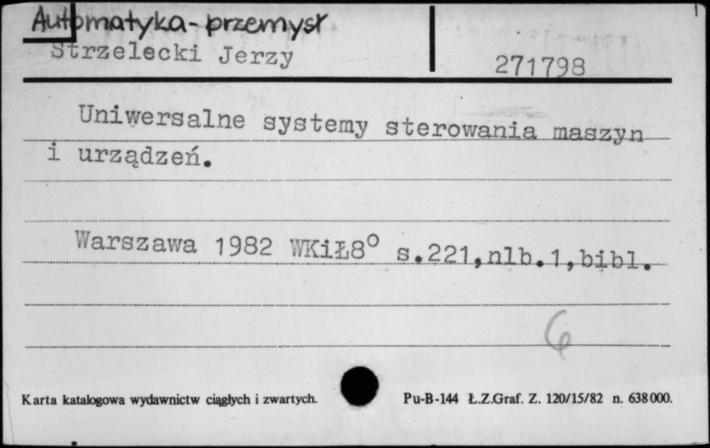 Automatyka-przemysł
Strzelecki Jerzy
271798
Uniwersalne systemy sterowania maszyn
i urządzeń.
Warszawa 1982 WKiŁ8° s.221,nlb.1,bibl.
6
Karta katalogowa wydawnictw ciągłych i zwartych. Pu-B-144 Ł.Z.Graf. Z. 120/15/82 n. 638000.